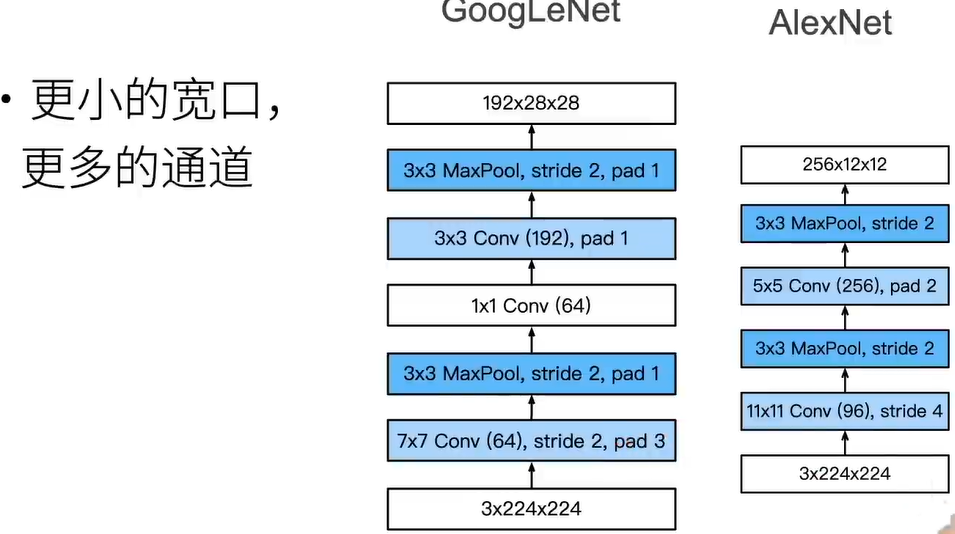 GoogLeNet
AlexNet
• 更小的宽口，
更多的通道
192x28x28
3x3 MaxPool, stride 2, pad 1
3x3 Conv (192), pad 1
1x1 Conv (64)
3x3 MaxPool, stride 2, pad 1
7x7 Conv (64), stride 2, pad 3
3x224x224
256x12x12
3x3 MaxPool, stride 2
5x5 Conv (256), pad 2
3x3 MaxPool, stride 2
11x11 Conv (96), stride 4
3x224x224